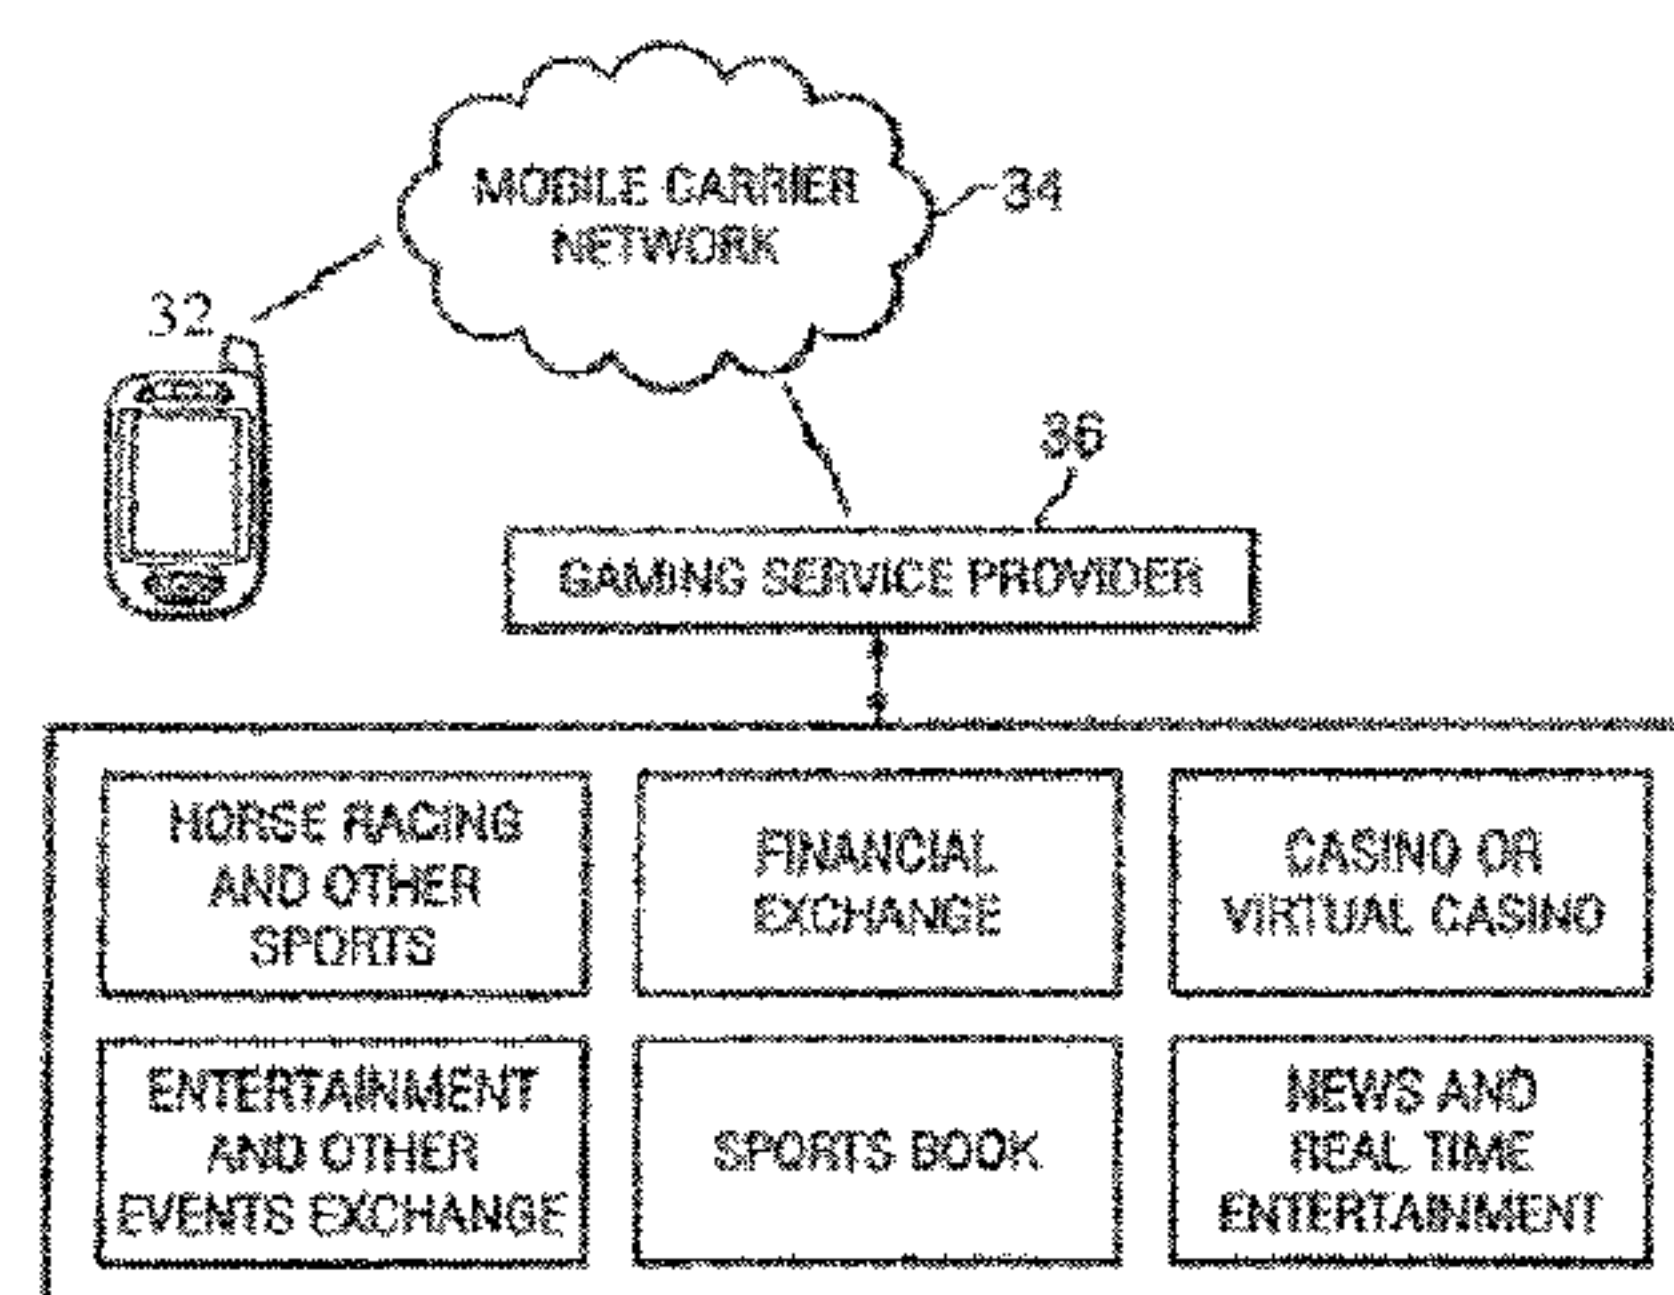 MOBILE CARRIER
NETWORK
34
32
36
GAMING SERVICE PROVIDER
HORSE RACING
AND OTHER
SPORTS
FINANCIAL
EXCHANGE
CASINO OR
VIRTUAL CASINO
ENTERTAINMENT
AND OTHER
EVENTS EXCHANGE
SPORTS BOOK
NEWS AND
REAL TIME
ENTERTAINMENT